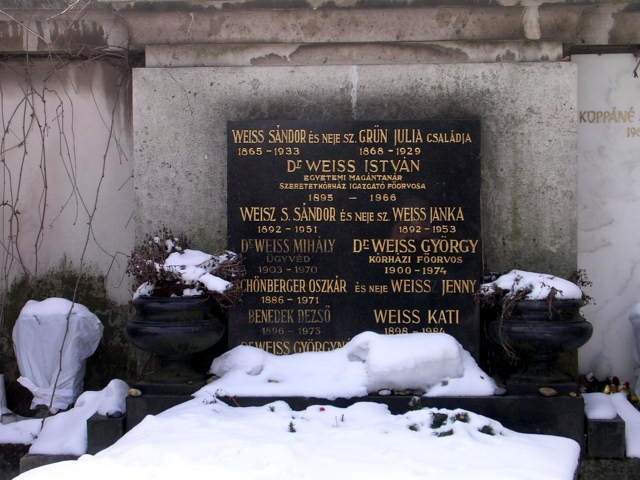 WEISS SÁNDOR ÉS NEJE SZ. GRÜN JULIA CSALÁDJA
1865 - 1933 1868 - 1929
DR WEISS ISTVÁN
EGYETEMI MAGÁNTANÁR
SZERETETKÓRHÁZ IGAZGATÓ FŐORVOSA
1895 - 1966
WEISZ S. SÁNDOR ÉS NEJE SZ. WEISS JANKA
1892 - 1951 1892 - 1953
DR WEISS MIHÁLY DR WEISS GYÖRGY
ÜGYVÉD KÓRHÁZI FŐORVOS
1903 - 1970 1900 - 1974
SCHÖNBERGER OSZKÁR ÉS NEJE WEISS JENNY
1886 - 1971
BENEDEK DEZSŐ WEISS KATI
1896 - 1975 1898 - 1984
DR WEISS GYÖRGYNÉ
KOPPÁNÉ